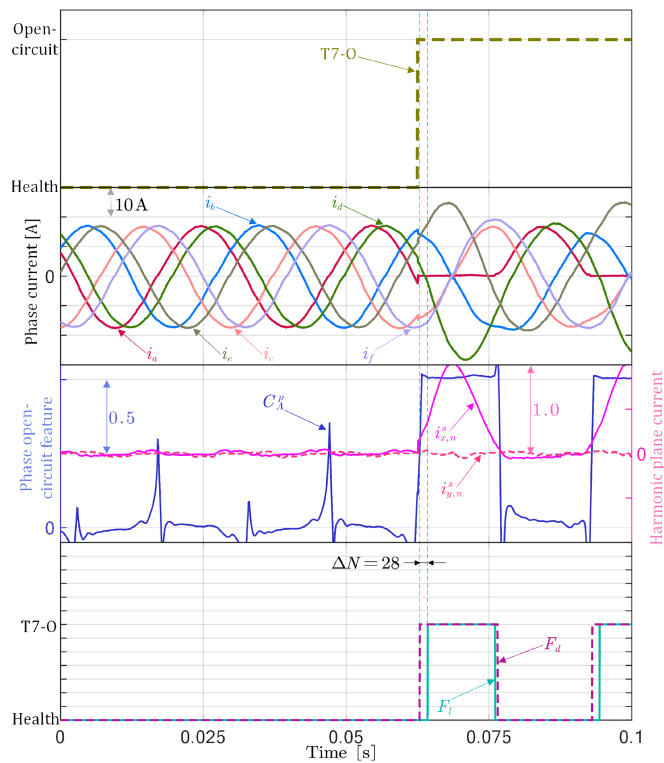 Open-
circuit
T7-O
Health
10 A
Phase current [A]
i_b
i_d
0
i_a
i_c
i_e
i_f
Phase open-
circuit feature
0.5
C_A^p
1.0
i_{x,n}^s
0
i_{y,n}^s
0
Harmonic plane current
ΔN = 28
T7-O
F_d
F_l
Health
0
0.025
0.05
0.075
0.1
Time [s]